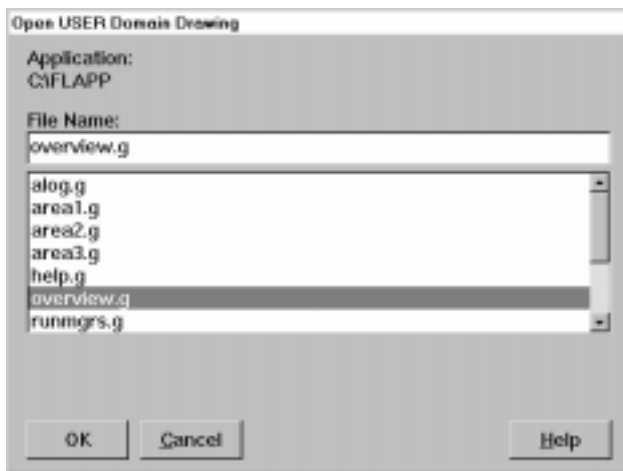 Open USER Domain Drawing
Application:
C:\FLAPP
File Name:
overview.g
alog.g
area1.g
area2.g
area3.g
help.g
overview.g
runmgrs.g
OK
Cancel
Help